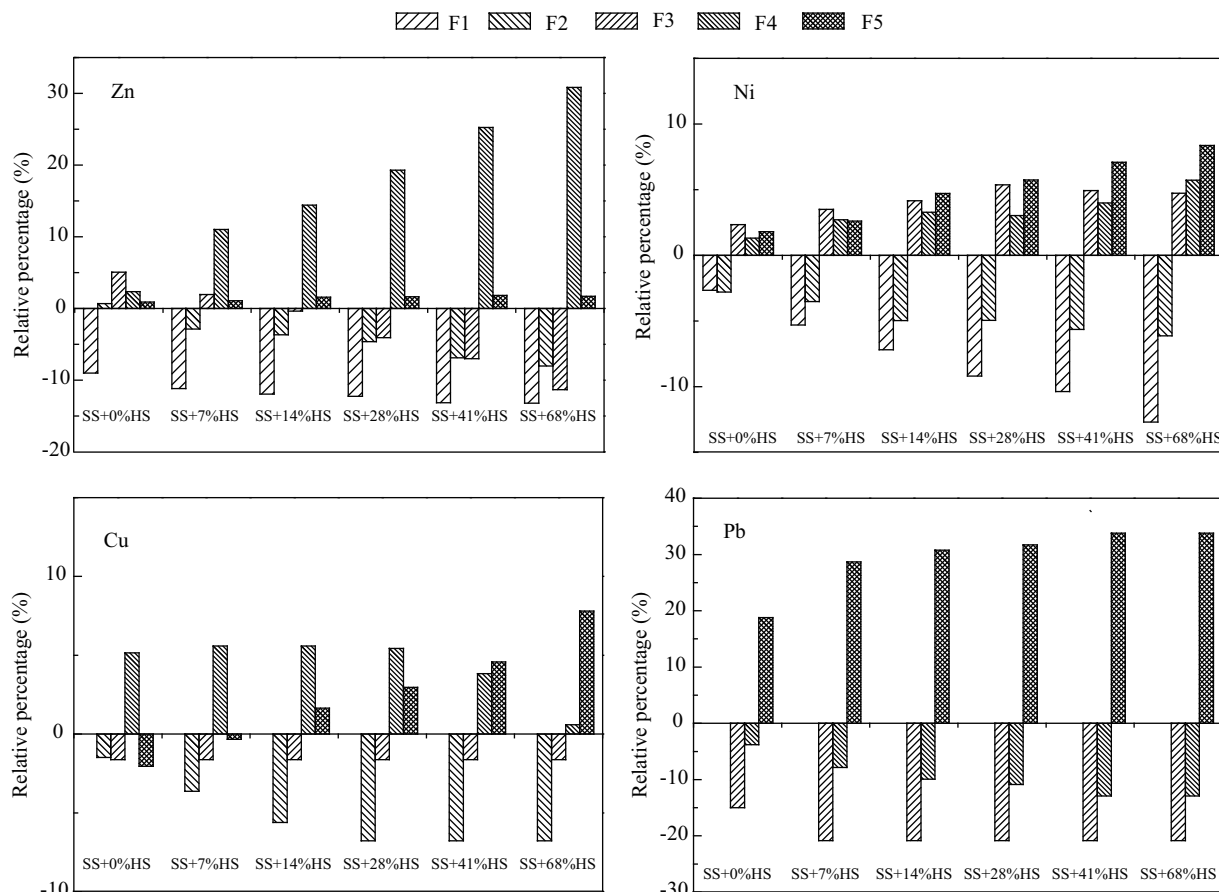 F1 F2 F3 F4 F5
Zn
30
20
10
0
-10
-20
Relative percentage (%)
SS+0%HS SS+7%HS SS+14%HS SS+28%HS SS+41%HS SS+68%HS
Ni
10
0
-10
Relative percentage (%)
SS+0%HS SS+7%HS SS+14%HS SS+28%HS SS+41%HS SS+68%HS
Cu
10
0
-10
Relative percentage (%)
SS+0%HS SS+7%HS SS+14%HS SS+28%HS SS+41%HS SS+68%HS
Pb
40
30
20
10
0
-10
-20
-30
Relative percentage (%)
SS+0%HS SS+7%HS SS+14%HS SS+28%HS SS+41%HS SS+68%HS